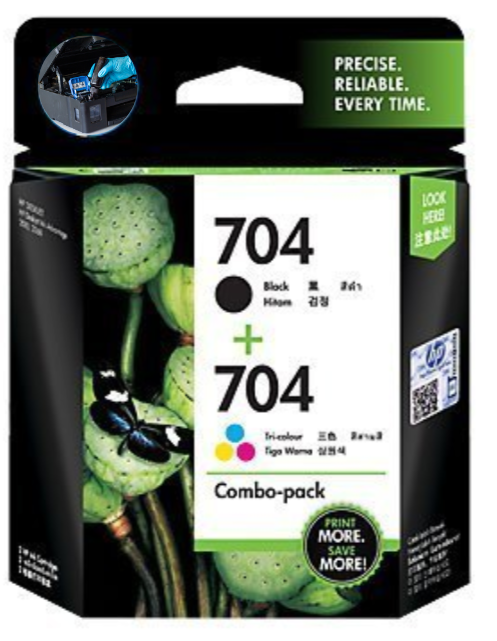 PRECISE.
RELIABLE.
EVERY TIME.
LOOK
HERE!
注意此处!
704
Black 黑 สีดำ
Hitam 검정
+
704
hp
Tri-colour 三色 สีสามสี
Tiga Warna 삼원색
Combo-pack
PRINT
MORE.
SAVE
MORE!